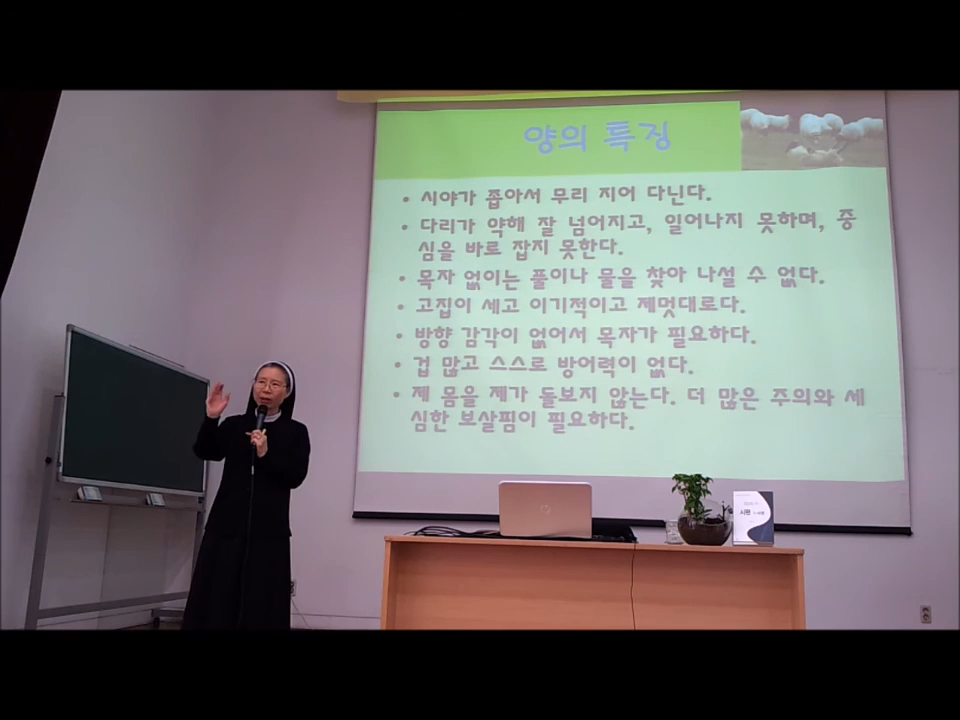 양의 특징
• 시야가 좁아서 무리 지어 다닌다.
• 다리가 약해 잘 넘어지고, 일어나지 못하며, 중
심을 바로 잡지 못한다.
• 목자 없이는 풀이나 물을 찾아 나설 수 없다.
• 고집이 세고 이기적이고 제멋대로다.
• 방향 감각이 없어서 목자가 필요하다.
• 겁 많고 스스로 방어력이 없다.
• 제 몸을 제가 돌보지 않는다. 더 많은 주의와 세
심한 보살핌이 필요하다.
시편